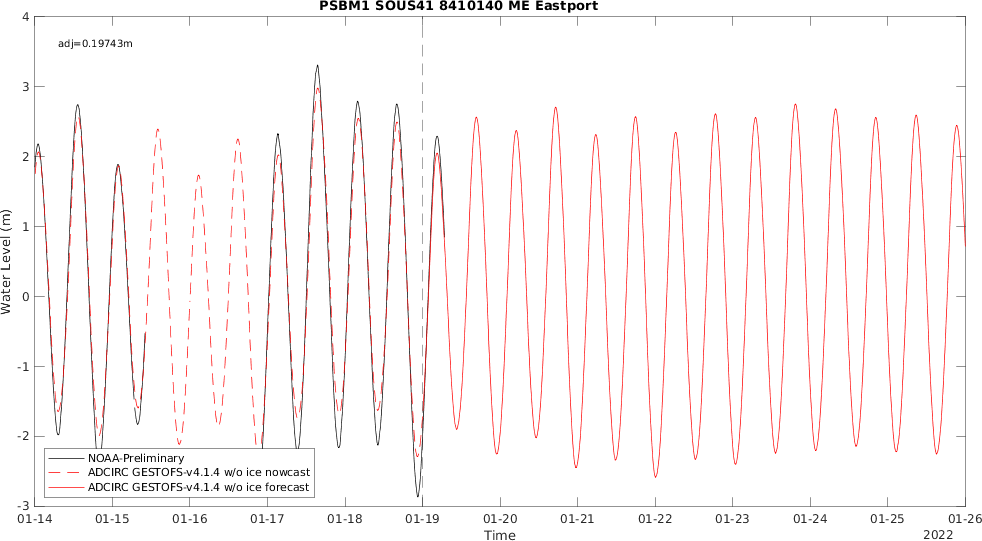 PSBM1 SOUS41 8410140 ME Eastport
adj=0.19743m
Water Level (m)
4
3
2
1
0
-1
-2
-3
NOAA-Preliminary
ADCIRC GESTOFS-v4.1.4 w/o ice nowcast
ADCIRC GESTOFS-v4.1.4 w/o ice forecast
01-14 01-15 01-16 01-17 01-18 01-19 01-20 01-21 01-22 01-23 01-24 01-25 01-26
Time
2022